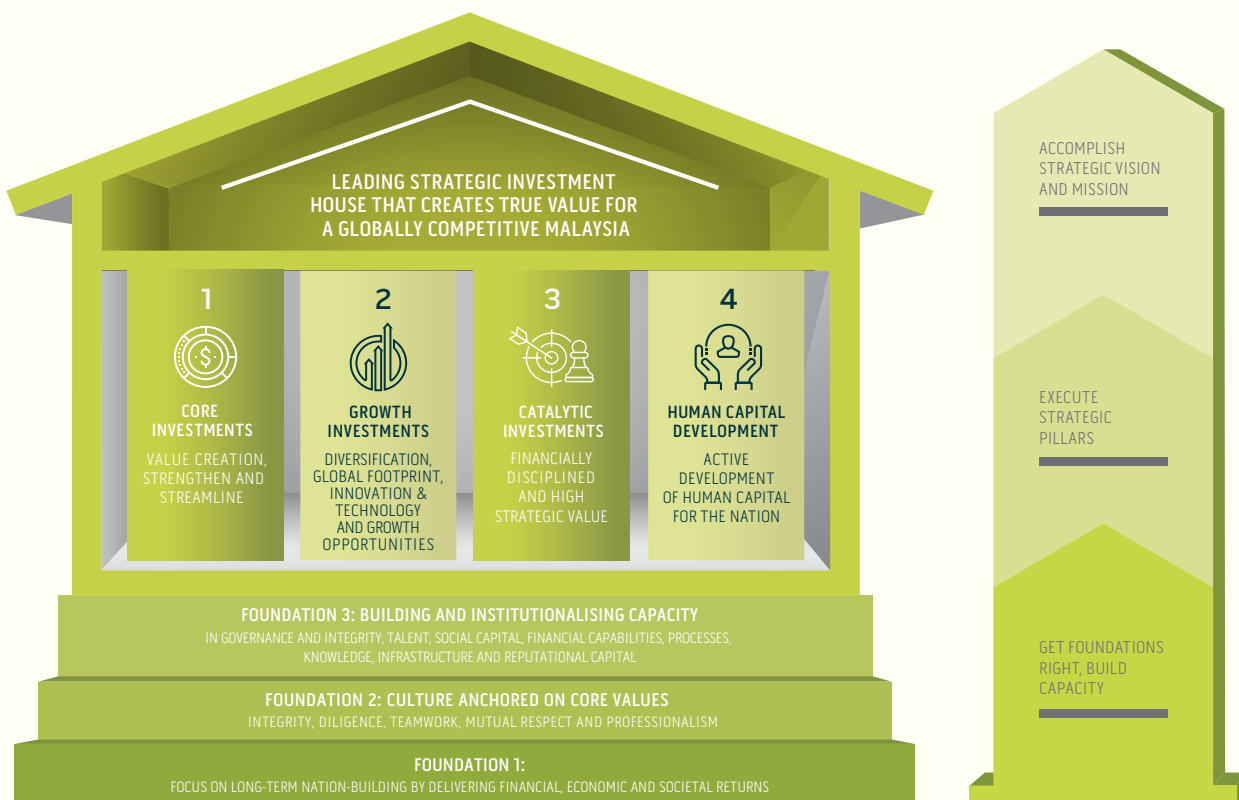 LEADING STRATEGIC INVESTMENT
HOUSE THAT CREATES TRUE VALUE FOR
A GLOBALLY COMPETITIVE MALAYSIA
1
CORE
INVESTMENTS
VALUE CREATION,
STRENGTHEN AND
STREAMLINE
2
GROWTH
INVESTMENTS
DIVERSIFICATION,
GLOBAL FOOTPRINT,
INNOVATION &
TECHNOLOGY
AND GROWTH
OPPORTUNITIES
3
CATALYTIC
INVESTMENTS
FINANCIALLY
DISCIPLINED
AND HIGH
STRATEGIC VALUE
4
HUMAN CAPITAL
DEVELOPMENT
ACTIVE
DEVELOPMENT
OF HUMAN CAPITAL
FOR THE NATION
FOUNDATION 3: BUILDING AND INSTITUTIONALISING CAPACITY
IN GOVERNANCE AND INTEGRITY, TALENT, SOCIAL CAPITAL, FINANCIAL CAPABILITIES, PROCESSES,
KNOWLEDGE, INFRASTRUCTURE AND REPUTATIONAL CAPITAL
FOUNDATION 2: CULTURE ANCHORED ON CORE VALUES
INTEGRITY, DILIGENCE, TEAMWORK, MUTUAL RESPECT AND PROFESSIONALISM
FOUNDATION 1:
FOCUS ON LONG-TERM NATION-BUILDING BY DELIVERING FINANCIAL, ECONOMIC AND SOCIETAL RETURNS
ACCOMPLISH
STRATEGIC VISION
AND MISSION
EXECUTE
STRATEGIC
PILLARS
GET FOUNDATIONS
RIGHT, BUILD
CAPACITY